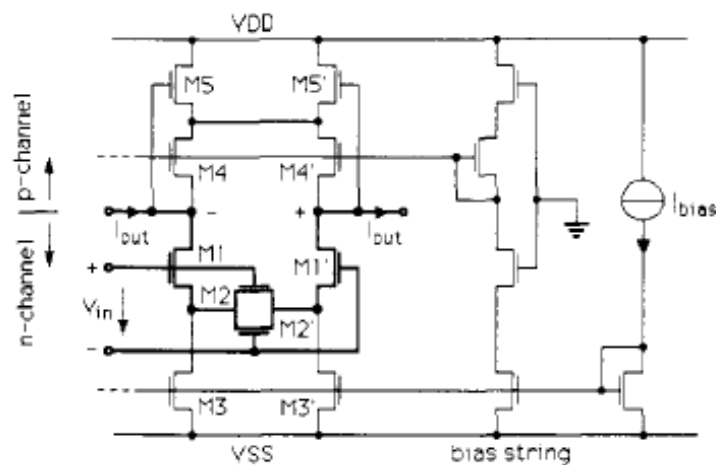 VDD
M5
M5'
p-channel
M4
M4'
Iout
-
+
Iout
Ibias
n-channel
M1
M1'
+
M2
Vin
M2'
-
M3
M3'
VSS
bias string